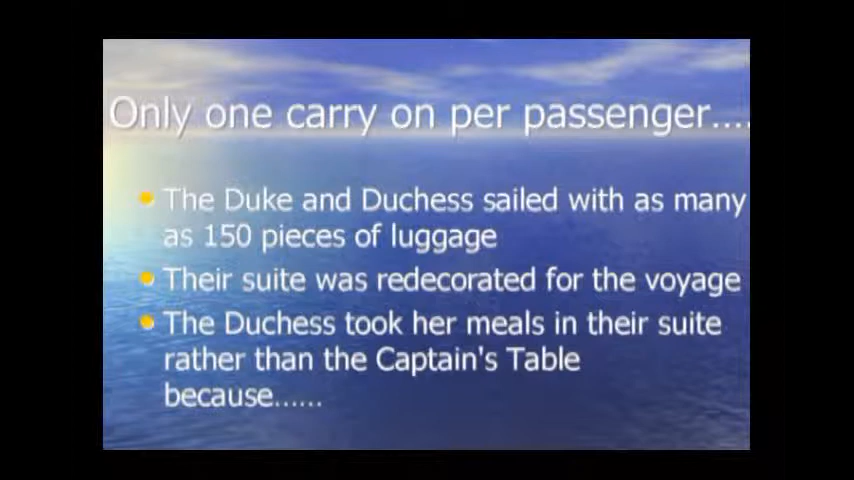 Only one carry on per passenger....
The Duke and Duchess sailed with as many
as 150 pieces of luggage
Their suite was redecorated for the voyage
The Duchess took her meals in their suite
rather than the Captain's Table
because......